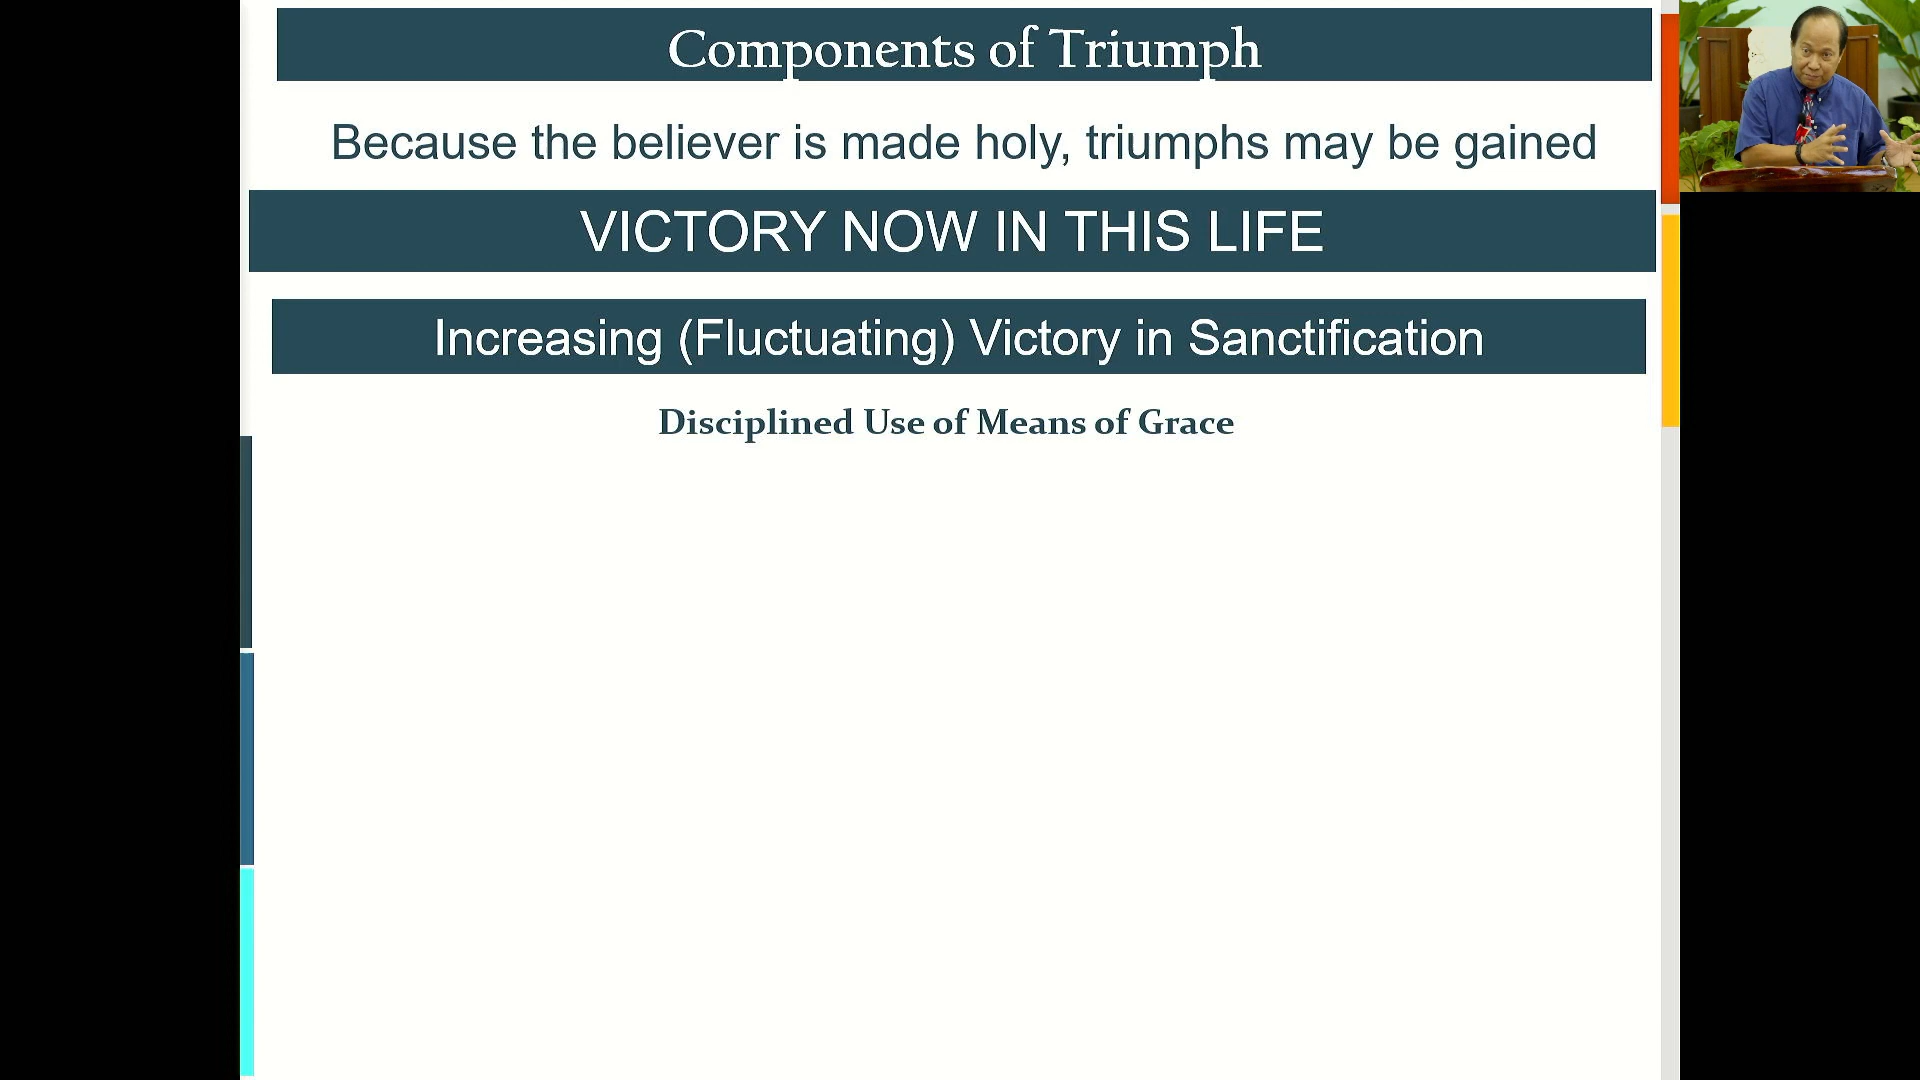 Components of Triumph
Because the believer is made holy, triumphs may be gained
VICTORY NOW IN THIS LIFE
Increasing (Fluctuating) Victory in Sanctification
Disciplined Use of Means of Grace